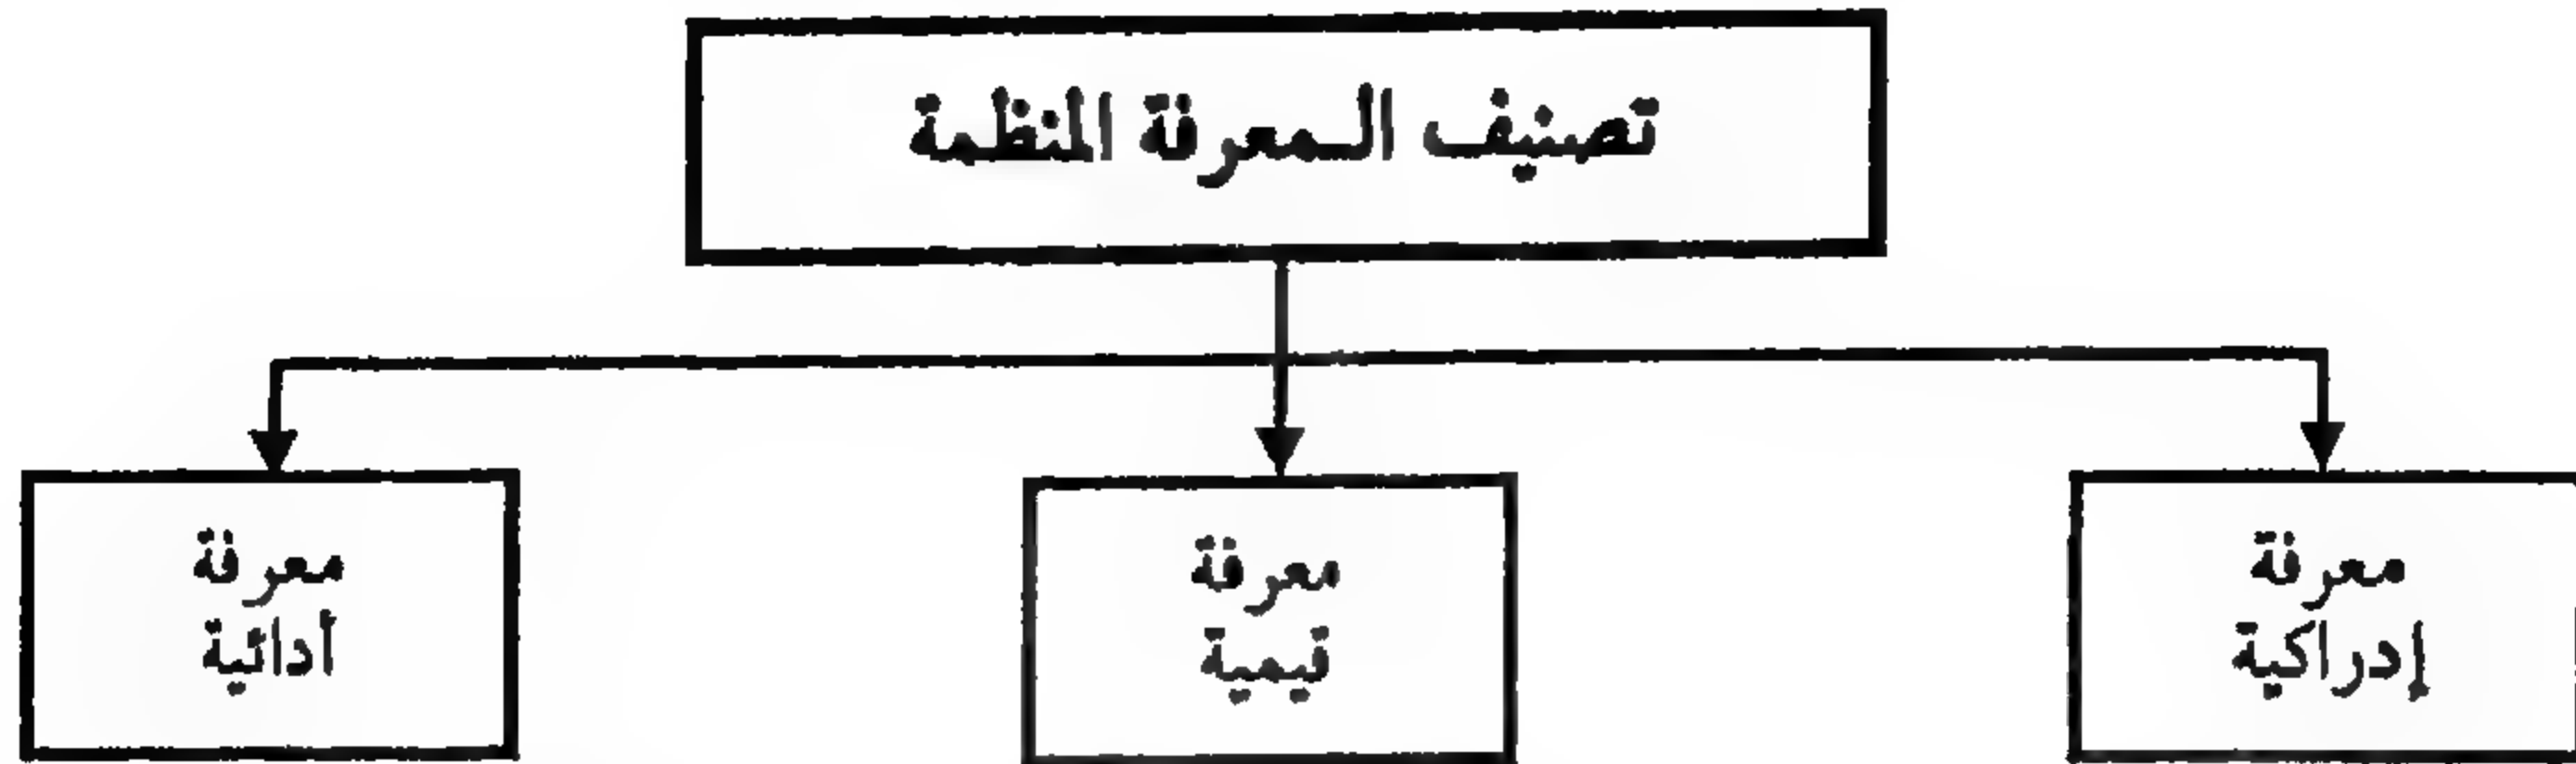 تصنيف المعرفة المنظمة
معرفة
إدراكية
معرفة
قيمية
معرفة
أدائية